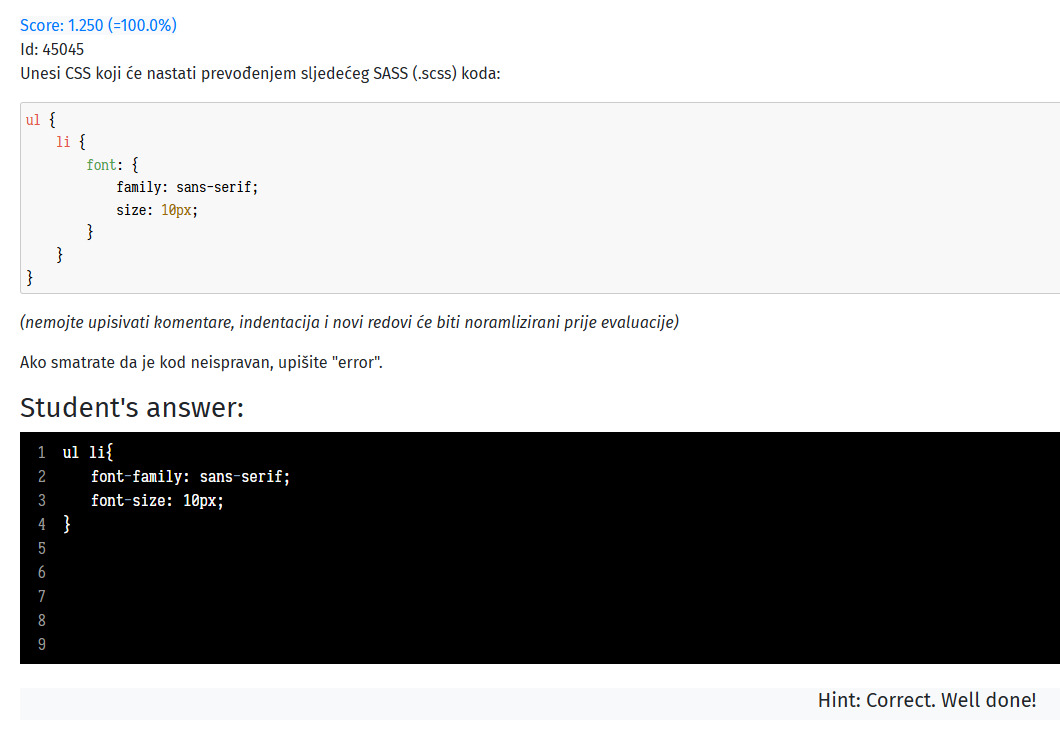 Score: 1.250 (=100.0%)
Id: 45045
Unesi CSS koji će nastati prevođenjem sljedećeg SASS (.scss) koda:
ul {
    li {
        font: {
            family: sans-serif;
            size: 10px;
        }
    }
}
(nemojte upisivati komentare, indentacija i novi redovi će biti noramlizirani prije evaluacije)
Ako smatrate da je kod neispravan, upišite "error".
Student's answer:
1 ul li{
2    font-family: sans-serif;
3    font-size: 10px;
4 }
5
6
7
8
9
Hint: Correct. Well done!